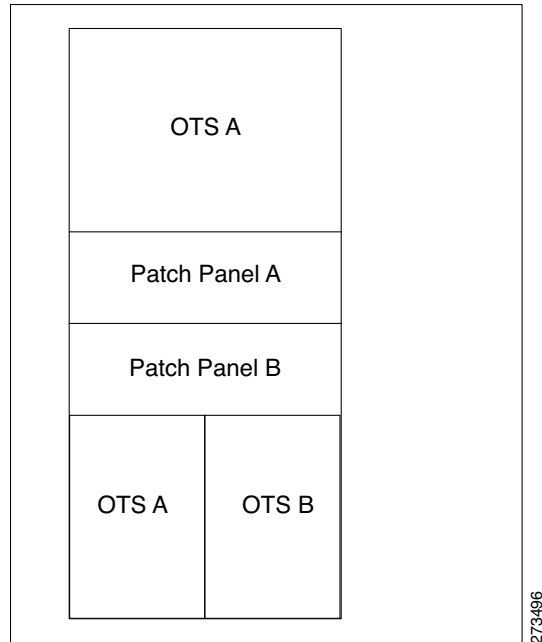 OTS A
Patch Panel A
Patch Panel B
OTS A OTS B
273496